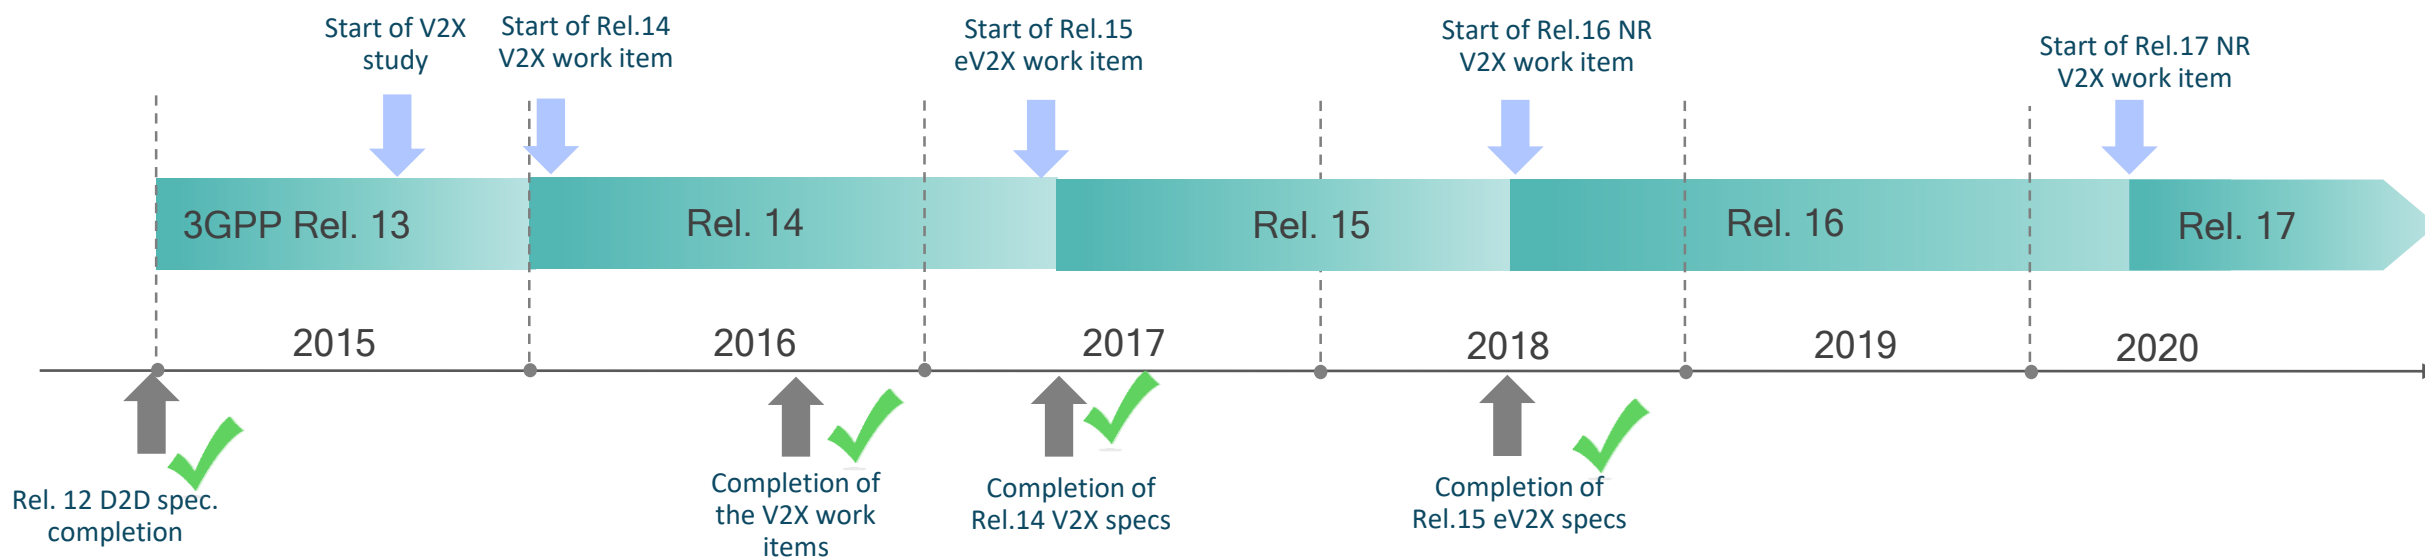 Start of V2X
study
Start of Rel.14
V2X work item
Start of Rel.15
eV2X work item
Start of Rel.16 NR
V2X work item
Start of Rel.17 NR
V2X work item
3GPP Rel. 13
Rel. 14
Rel. 15
Rel. 16
Rel. 17
2015
2016
2017
2018
2019
2020
Rel. 12 D2D spec.
completion
Completion of
the V2X work
items
Completion of
Rel.14 V2X specs
Completion of
Rel.15 eV2X specs